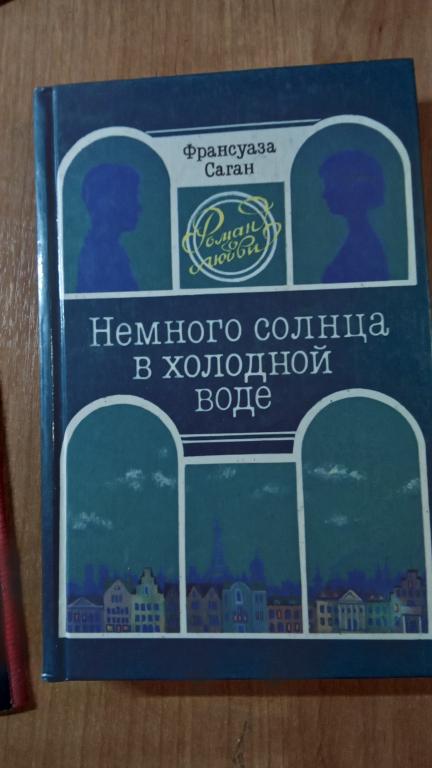 Франсуаза
Саган
Роман
о
любви
Немного солнца
в холодной
воде